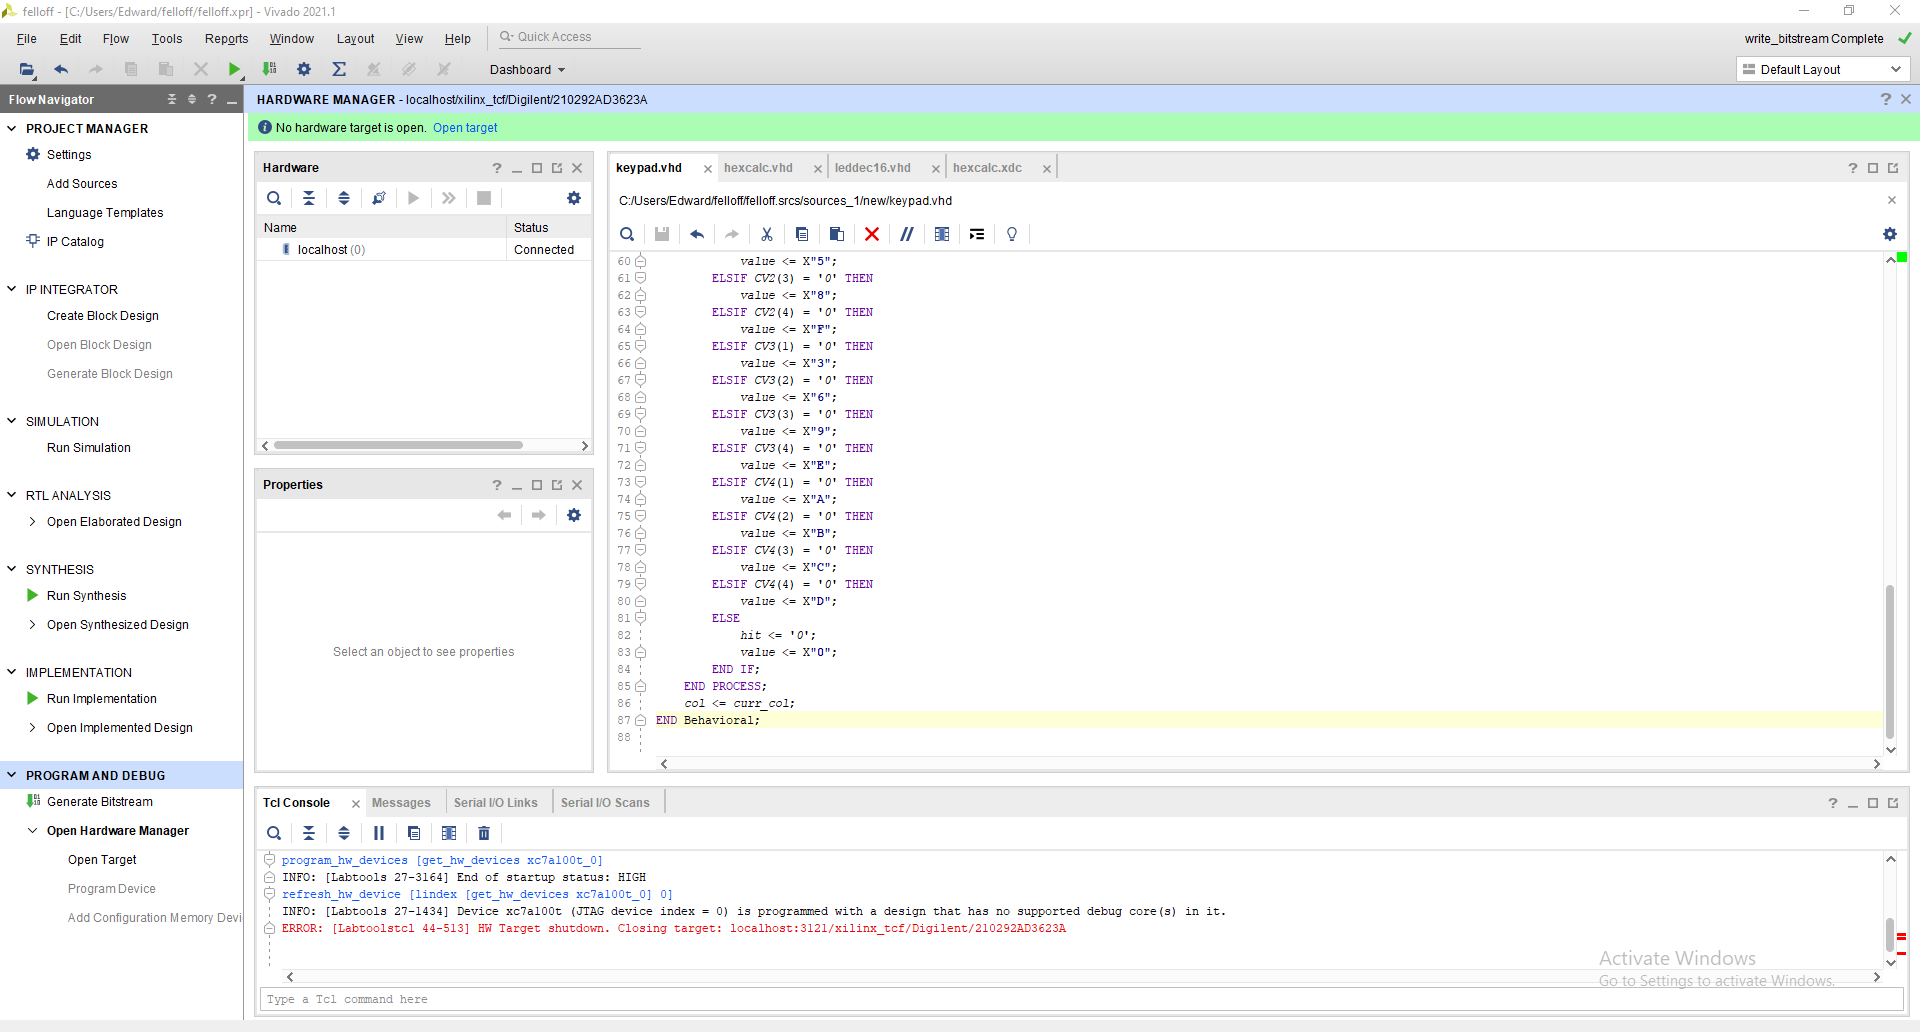 felloff - [C:/Users/Edward/felloff/felloff.xpr] - Vivado 2021.1
File Edit Flow Tools Reports Window Layout View Help Quick Access
write_bitstream Complete
Dashboard
Default Layout
Flow Navigator
PROJECT MANAGER
Settings
Add Sources
Language Templates
IP Catalog
IP INTEGRATOR
Create Block Design
Open Block Design
Generate Block Design
SIMULATION
Run Simulation
RTL ANALYSIS
Open Elaborated Design
SYNTHESIS
Run Synthesis
Open Synthesized Design
IMPLEMENTATION
Run Implementation
Open Implemented Design
PROGRAM AND DEBUG
Generate Bitstream
Open Hardware Manager
Open Target
Program Device
Add Configuration Memory Devi
HARDWARE MANAGER - localhost/xilinx_tcf/Digilent/210292AD3623A
No hardware target is open. Open target
Hardware
Name Status
localhost (0) Connected
Properties
Select an object to see properties
keypad.vhd hexcalc.vhd leddec16.vhd hexcalc.xdc
C:/Users/Edward/felloff/felloff.srcs/sources_1/new/keypad.vhd
60 value <= X"5";
61 ELSIF CV2(3) = '0' THEN
62 value <= X"8";
63 ELSIF CV2(4) = '0' THEN
64 value <= X"F";
65 ELSIF CV3(1) = '0' THEN
66 value <= X"3";
67 ELSIF CV3(2) = '0' THEN
68 value <= X"6";
69 ELSIF CV3(3) = '0' THEN
70 value <= X"9";
71 ELSIF CV3(4) = '0' THEN
72 value <= X"E";
73 ELSIF CV4(1) = '0' THEN
74 value <= X"A";
75 ELSIF CV4(2) = '0' THEN
76 value <= X"B";
77 ELSIF CV4(3) = '0' THEN
78 value <= X"C";
79 ELSIF CV4(4) = '0' THEN
80 value <= X"D";
81 ELSE
82 hit <= '0';
83 value <= X"0";
84 END IF;
85 END PROCESS;
86 col <= curr_col;
87 END Behavioral;
88
Tcl Console Messages Serial I/O Links Serial I/O Scans
program_hw_devices [get_hw_devices xc7a100t_0]
INFO: [Labtools 27-3164] End of startup status: HIGH
refresh_hw_device [lindex [get_hw_devices xc7a100t_0] 0]
INFO: [Labtools 27-1434] Device xc7a100t (JTAG device index = 0) is programmed with a design that has no supported debug core(s) in it.
ERROR: [Labtoolstcl 44-513] HW Target shutdown. Closing target: localhost:3121/xilinx_tcf/Digilent/210292AD3623A
Type a Tcl command here
Activate Windows
Go to Settings to activate Windows.